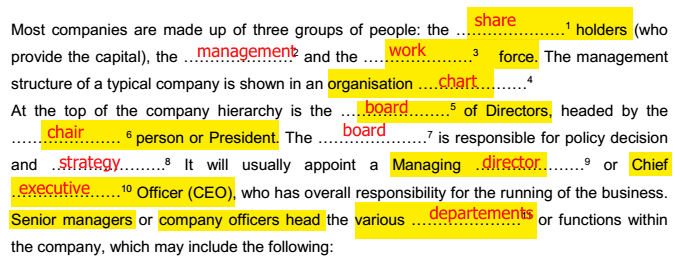 Most companies are made up of three groups of people: the …share………………¹ holders (who
provide the capital), the …management² and the …work………………³ force. The management
structure of a typical company is shown in an organisation …chart………⁴
At the top of the company hierarchy is the …board………⁵ of Directors, headed by the
……chair……… ⁶ person or President. The …board………⁷ is responsible for policy decision
and …strategy………⁸ It will usually appoint a Managing …director………⁹ or Chief
executive……¹⁰ Officer (CEO), who has overall responsibility for the running of the business.
Senior managers or company officers head the various …departements¹¹ or functions within
the company, which may include the following: